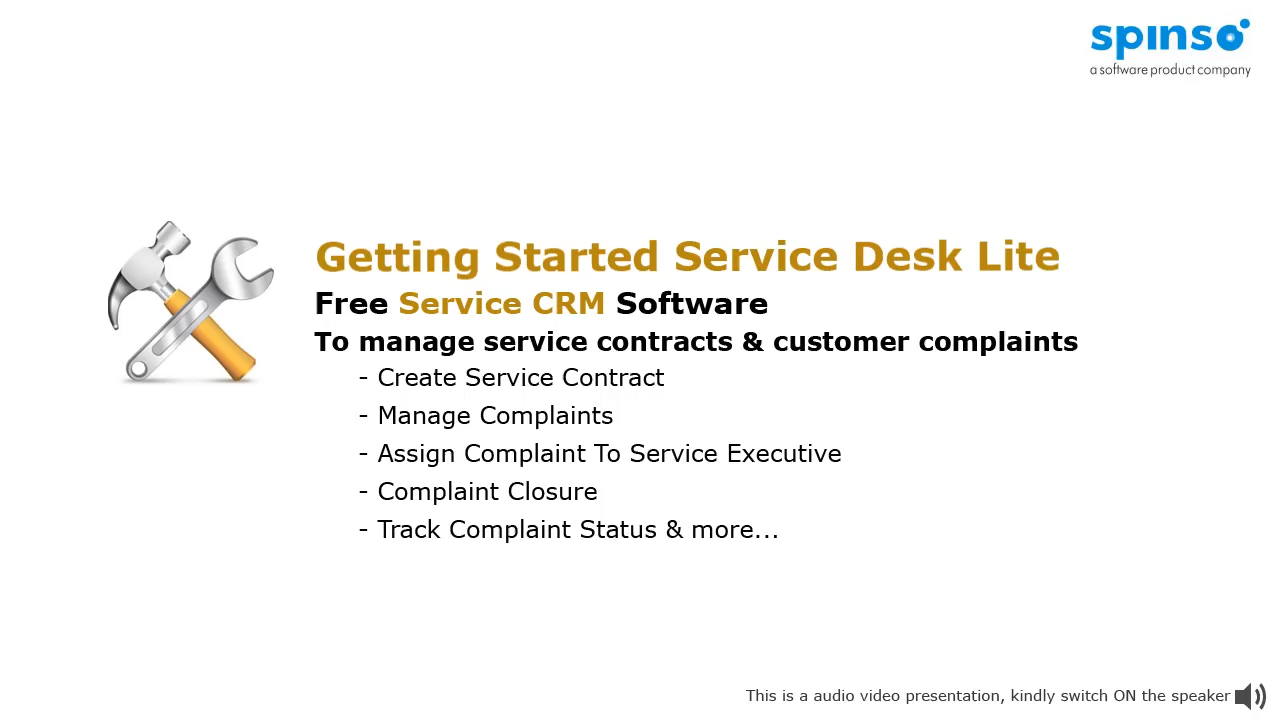 spinso
a software product company
Getting Started Service Desk Lite
Free Service CRM Software
To manage service contracts & customer complaints
- Create Service Contract
- Manage Complaints
- Assign Complaint To Service Executive
- Complaint Closure
- Track Complaint Status & more...
This is a audio video presentation, kindly switch ON the speaker